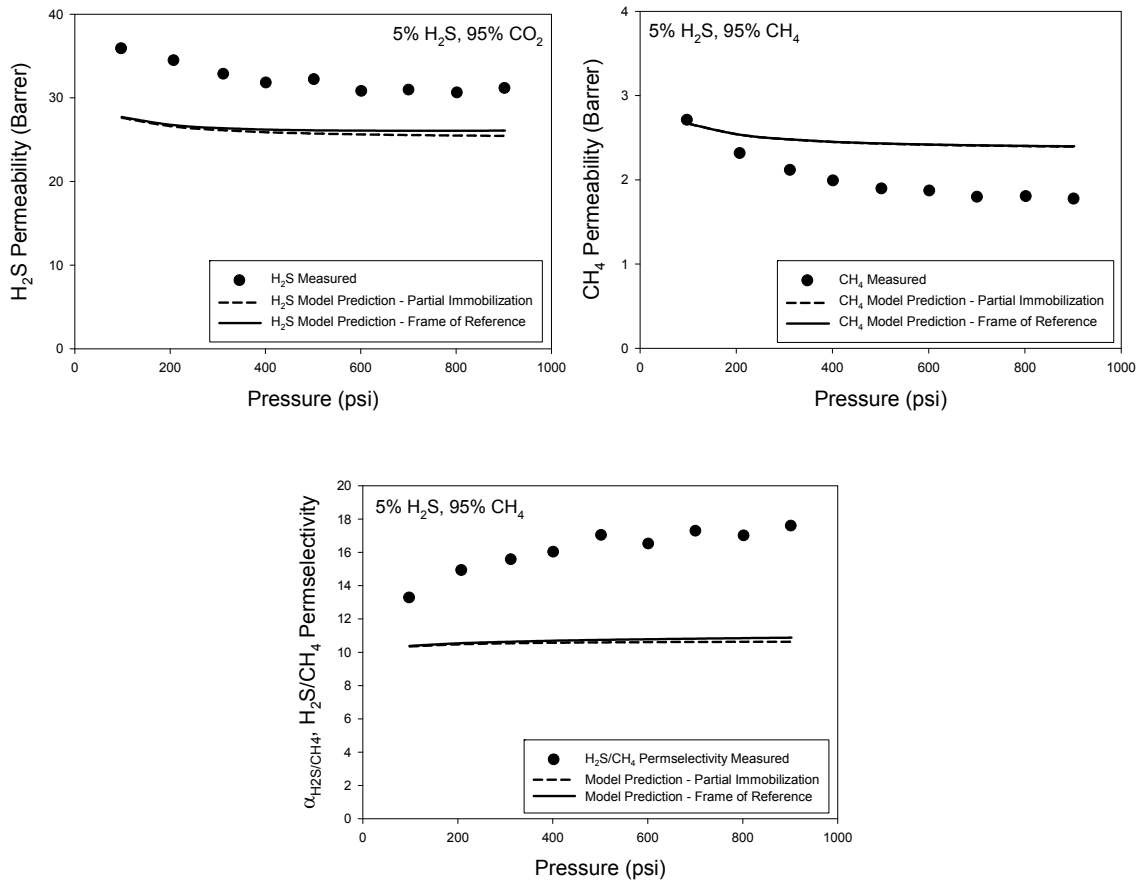 5% H₂S, 95% CO₂
H₂S Permeability (Barrer)
40
30
20
10
0
H₂S Measured
H₂S Model Prediction - Partial Immobilization
H₂S Model Prediction - Frame of Reference
0 200 400 600 800 1000
Pressure (psi)
5% H₂S, 95% CH₄
CH₄ Permeability (Barrer)
4
3
2
1
0
CH₄ Measured
CH₄ Model Prediction - Partial Immobilization
CH₄ Model Prediction - Frame of Reference
0 200 400 600 800 1000
Pressure (psi)
5% H₂S, 95% CH₄
α_H2S/CH4, H₂S/CH₄ Permselectivity
20
18
16
14
12
10
8
6
4
2
0
H₂S/CH₄ Permselectivity Measured
Model Prediction - Partial Immobilization
Model Prediction - Frame of Reference
0 200 400 600 800 1000
Pressure (psi)